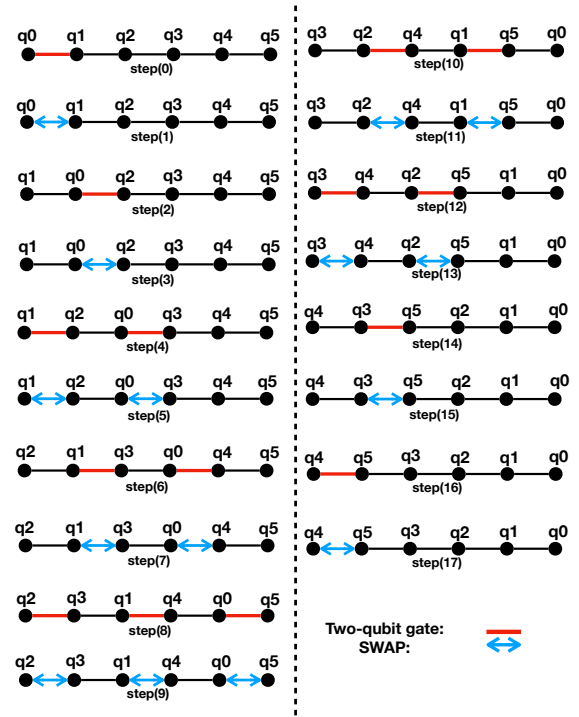 q0 q1 q2 q3 q4 q5
step(0)
q0 q1 q2 q3 q4 q5
step(1)
q1 q0 q2 q3 q4 q5
step(2)
q1 q0 q2 q3 q4 q5
step(3)
q1 q2 q0 q3 q4 q5
step(4)
q1 q2 q0 q3 q4 q5
step(5)
q2 q1 q3 q0 q4 q5
step(6)
q2 q1 q3 q0 q4 q5
step(7)
q2 q3 q1 q4 q0 q5
step(8)
q2 q3 q1 q4 q0 q5
step(9)
q3 q2 q4 q1 q5 q0
step(10)
q3 q2 q4 q1 q5 q0
step(11)
q3 q4 q2 q5 q1 q0
step(12)
q3 q4 q2 q5 q1 q0
step(13)
q4 q3 q5 q2 q1 q0
step(14)
q4 q3 q5 q2 q1 q0
step(15)
q4 q5 q3 q2 q1 q0
step(16)
q4 q5 q3 q2 q1 q0
step(17)
Two-qubit gate:
SWAP: